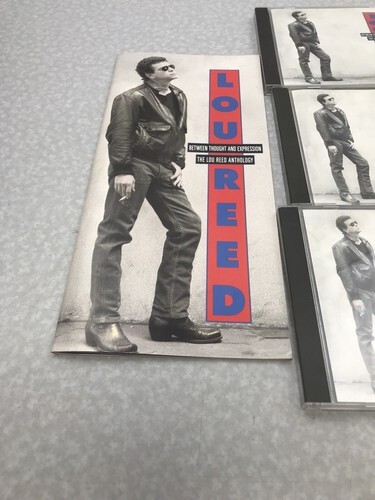 LOU REED
BETWEEN THOUGHT AND EXPRESSION
THE LOU REED ANTHOLOGY